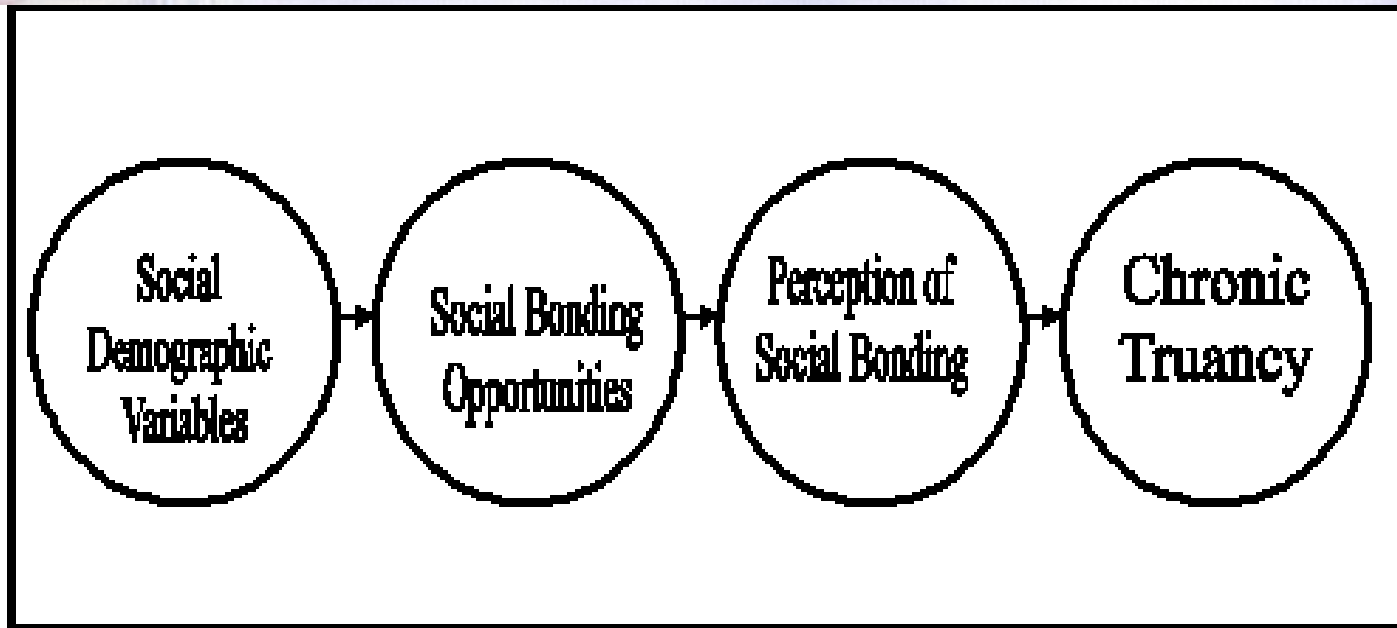 Social
Demographic
Variables
Social Bonding
Opportunities
Perception of
Social Bonding
Chronic
Truancy